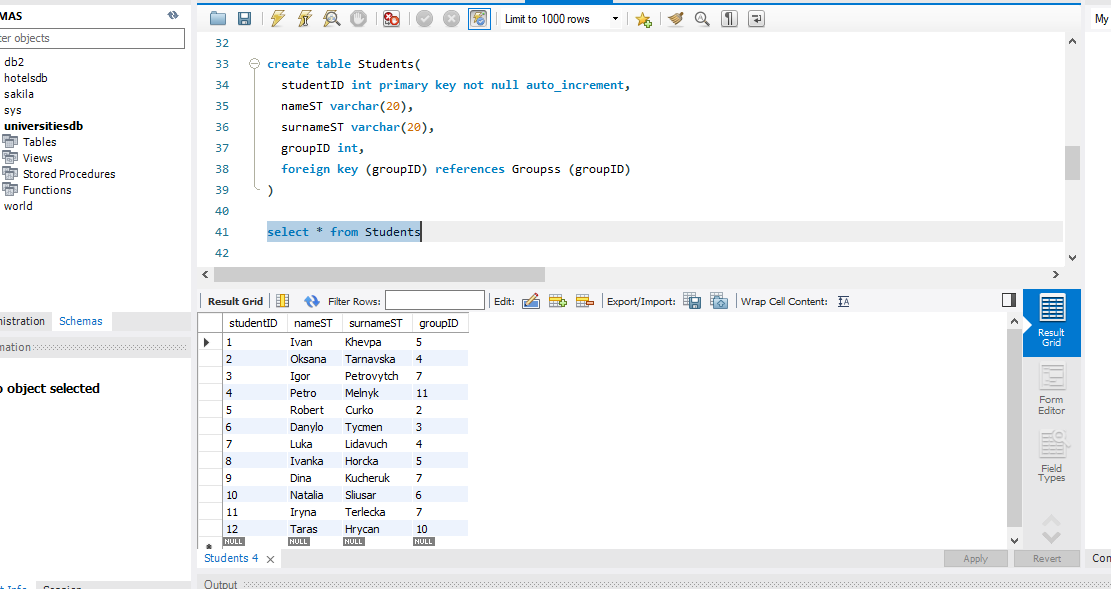 MAS
ter objects
db2
hotelsdb
sakila
sys
universitiesdb
Tables
Views
Stored Procedures
Functions
world
nistration Schemas
mation
o object selected
Limit to 1000 rows
32
33 create table Students(
34 studentID int primary key not null auto_increment,
35 nameST varchar(20),
36 surnameST varchar(20),
37 groupID int,
38 foreign key (groupID) references Groupss (groupID)
39 )
40
41 select * from Students
42
Result Grid Filter Rows: Edit: Export/Import: Wrap Cell Content: IA
studentID nameST surnameST groupID
1 Ivan Khevpa 5
2 Oksana Tarnavska 4
3 Igor Petrovytch 7
4 Petro Melnyk 11
5 Robert Curko 2
6 Danylo Tycmen 3
7 Luka Lidavuch 4
8 Ivanka Horcka 5
9 Dina Kucheruk 7
10 Natalia Sliusar 6
11 Iryna Terlecka 7
12 Taras Hrycan 10
NULL NULL NULL NULL
Result
Grid
Form
Editor
Field
Types
Students 4
Apply Revert
Output
My
Con
t Info Session